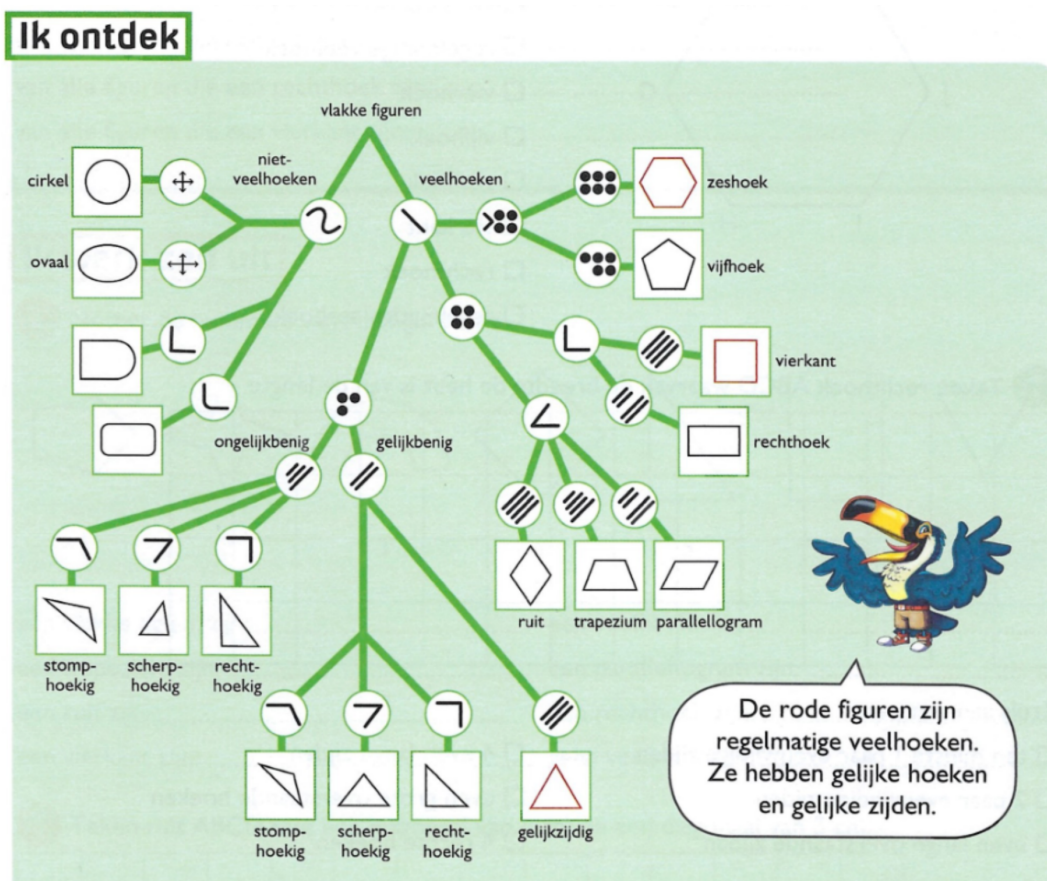 Ik ontdek
vlakke figuren
niet-
veelhoeken
veelhoeken
cirkel
zeshoek
ovaal
vijfhoek
vierkant
rechthoek
ongelijkbenig
gelijkbenig
ruit
trapezium
parallellogram
stomp-
hoekig
scherp-
hoekig
recht-
hoekig
stomp-
hoekig
scherp-
hoekig
recht-
hoekig
gelijkzijdig
De rode figuren zijn
regelmatige veelhoeken.
Ze hebben gelijke hoeken
en gelijke zijden.